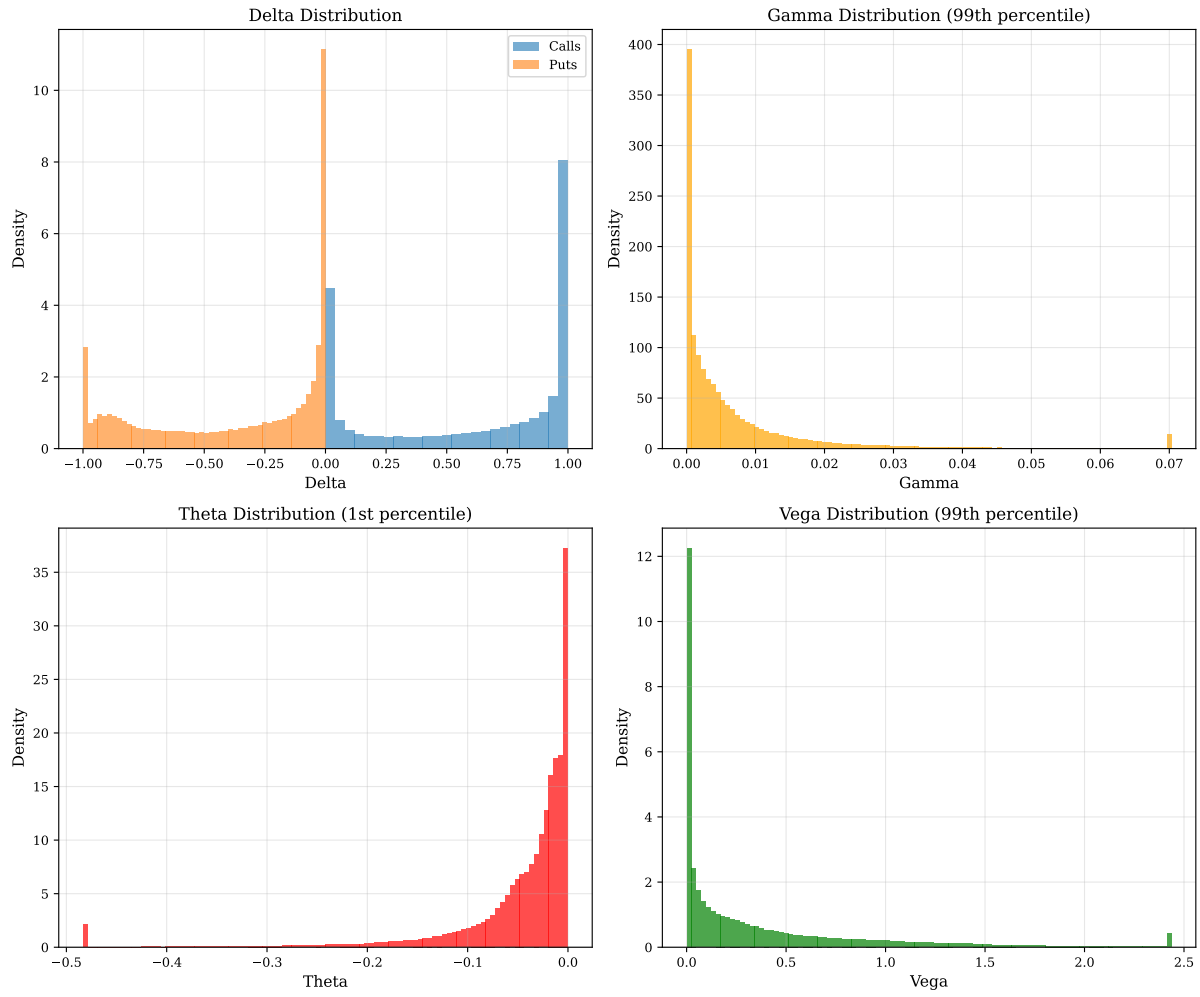 Delta Distribution
Calls
Puts
10
8
6
4
2
0
Density
−1.00 −0.75 −0.50 −0.25 0.00 0.25 0.50 0.75 1.00
Delta
Gamma Distribution (99th percentile)
400
350
300
250
200
150
100
50
0
Density
0.00 0.01 0.02 0.03 0.04 0.05 0.06 0.07
Gamma
Theta Distribution (1st percentile)
35
30
25
20
15
10
5
0
Density
−0.5 −0.4 −0.3 −0.2 −0.1 0.0
Theta
Vega Distribution (99th percentile)
12
10
8
6
4
2
0
Density
0.0 0.5 1.0 1.5 2.0 2.5
Vega